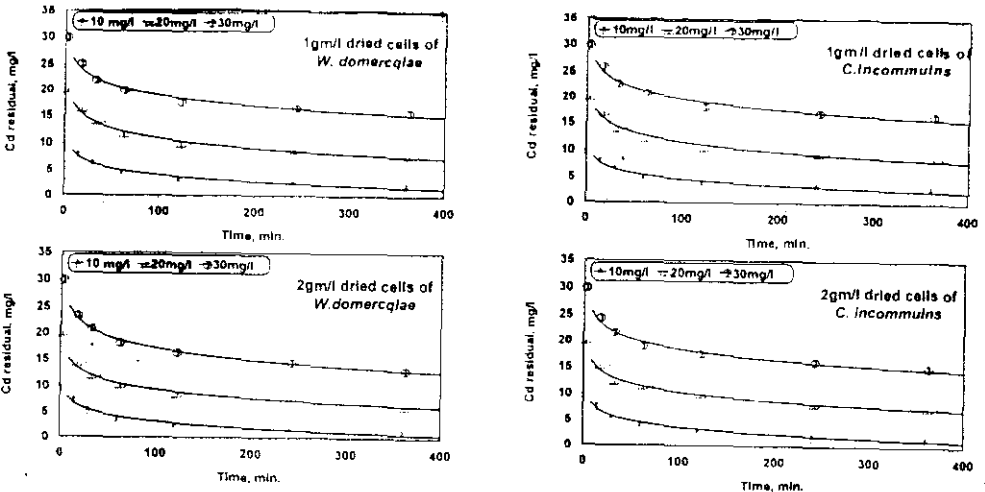 35
10 mg/l 20mg/l 30mg/l
30
1gm/l dried cells of
W. domercqlae
25
20
15
10
5
0
Cd residual, mg/l
0 100 200 300 400
Time, min.
35
10mg/l 20mg/l 30mg/l
30
1gm/l dried cells of
C.Incommuins
25
20
15
10
5
0
Cd residual, mg/l
0 100 200 300 400
Time, min.
35
10 mg/l 20mg/l 30mg/l
30
2gm/l dried cells of
W.domercqlae
25
20
15
10
5
0
Cd residual, mg/l
0 100 200 300 400
Time, min.
35
10mg/l 20mg/l 30mg/l
30
2gm/l dried cells of
C. Incommuins
25
20
15
10
5
0
Cd residual, mg/l
0 100 200 300 400
Time, min.